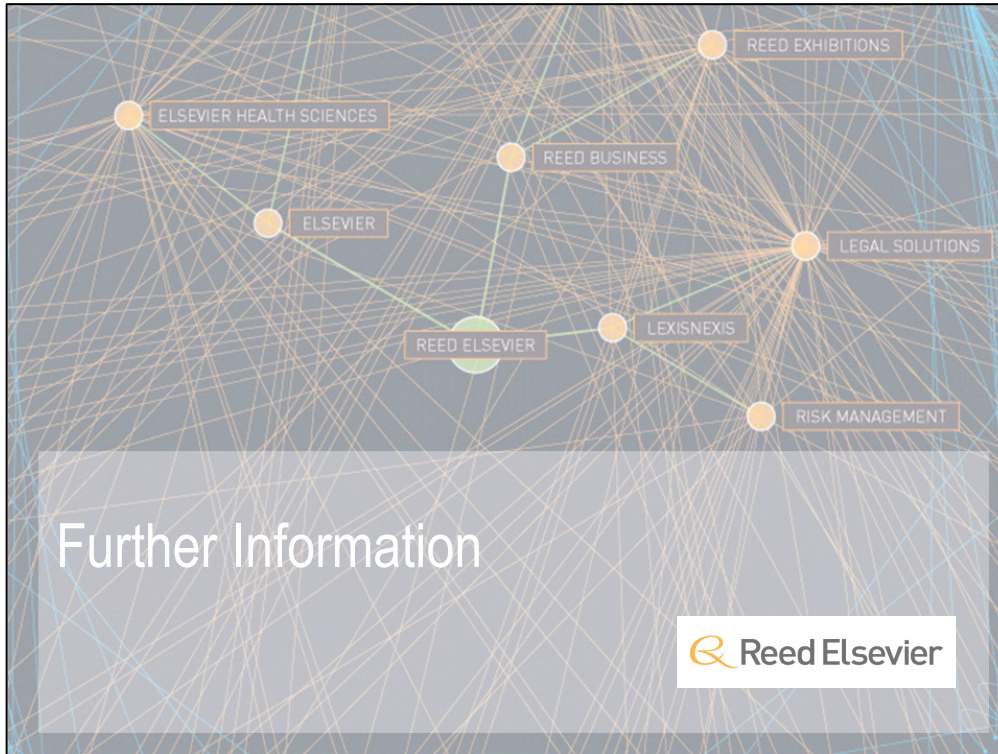 REED EXHIBITIONS
ELSEVIER HEALTH SCIENCES
REED BUSINESS
ELSEVIER
LEGAL SOLUTIONS
LEXISNEXIS
REED ELSEVIER
RISK MANAGEMENT
Further Information
Reed Elsevier